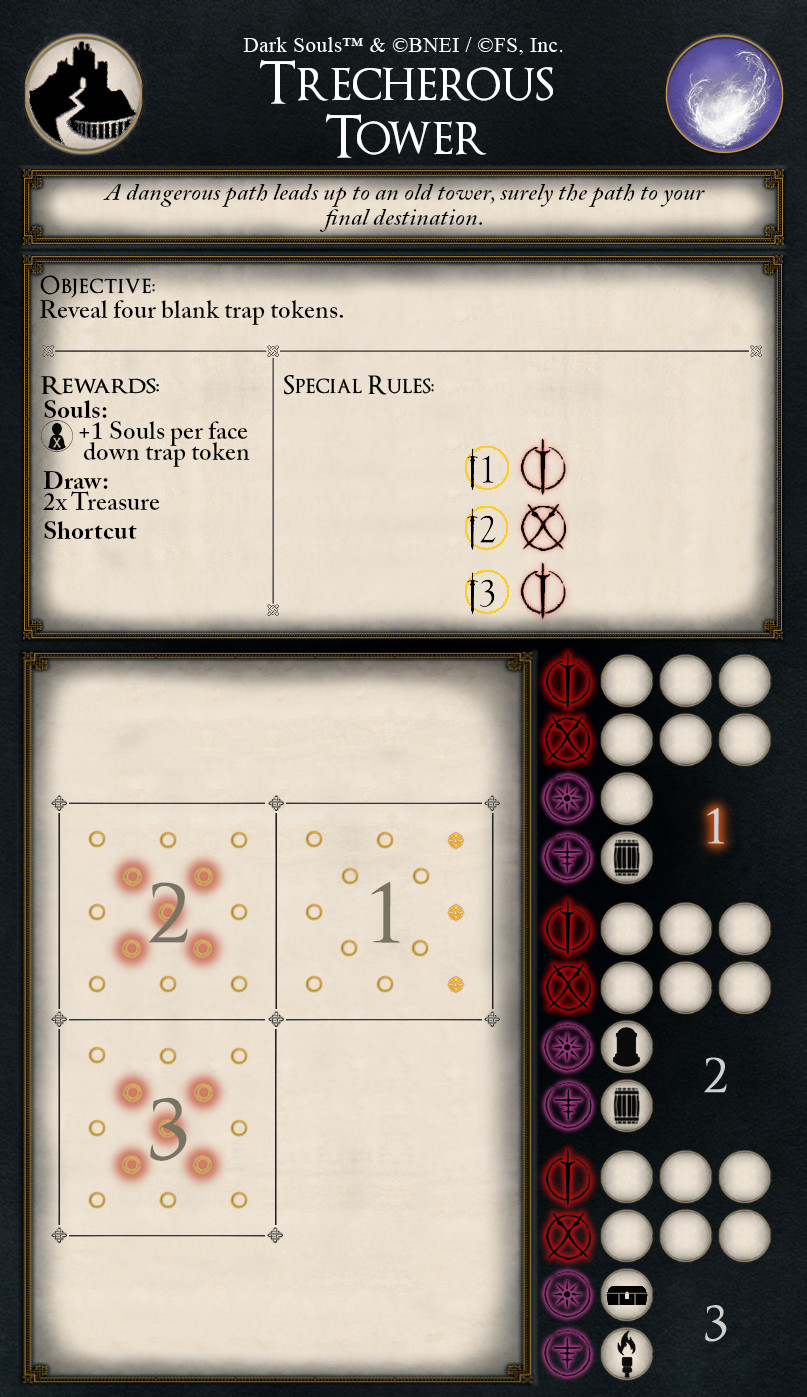 Dark Souls™ & ©BNEI / ©FS, Inc.
Trecherous
Tower
A dangerous path leads up to an old tower, surely the path to your
final destination.
Objective:
Reveal four blank trap tokens.
Rewards:
Souls:
X +1 Souls per face
down trap token
Draw:
2x Treasure
Shortcut
Special Rules:
1
2
3
2
1
3
1
2
3